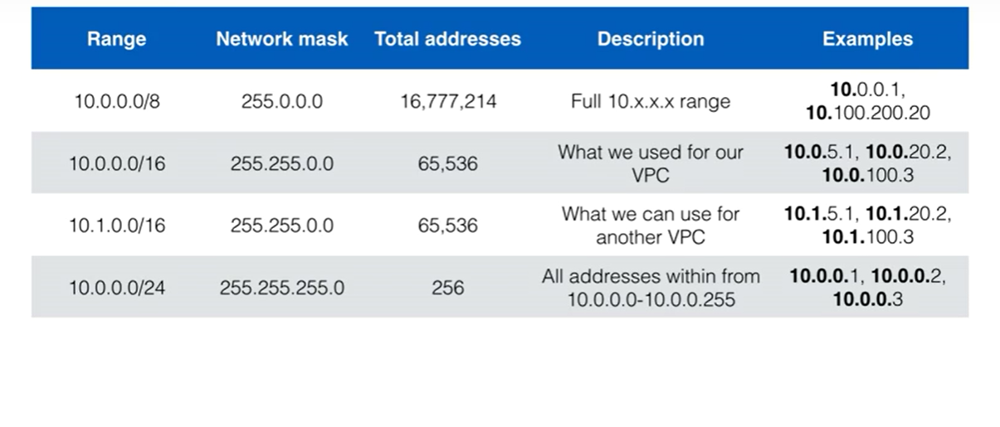 Range Network mask Total addresses Description Examples
10.0.0.0/8 255.0.0.0 16,777,214 Full 10.x.x.x range 10.0.0.1,
10.100.200.20
10.0.0.0/16 255.255.0.0 65,536 What we used for our
VPC
10.0.5.1, 10.0.20.2,
10.0.100.3
10.1.0.0/16 255.255.0.0 65,536 What we can use for
another VPC
10.1.5.1, 10.1.20.2,
10.1.100.3
10.0.0.0/24 255.255.255.0 256 All addresses within from
10.0.0.0-10.0.0.255
10.0.0.1, 10.0.0.2,
10.0.0.3